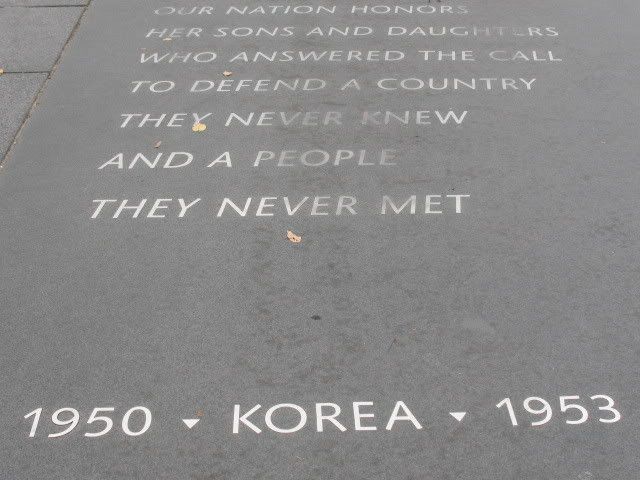 OUR NATION HONORS
HER SONS AND DAUGHTERS
WHO ANSWERED THE CALL
TO DEFEND A COUNTRY
THEY NEVER KNEW
AND A PEOPLE
THEY NEVER MET
1950 ▾ KOREA ▾ 1953